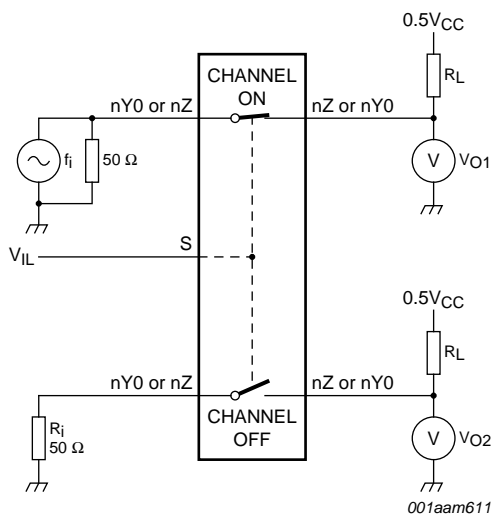 0.5VCC
CHANNEL
ON
RL
nY0 or nZ
nZ or nY0
fi
50 Ω
V
VO1
S
VIL
0.5VCC
RL
nY0 or nZ
nZ or nY0
CHANNEL
OFF
Ri
50 Ω
V
VO2
001aam611